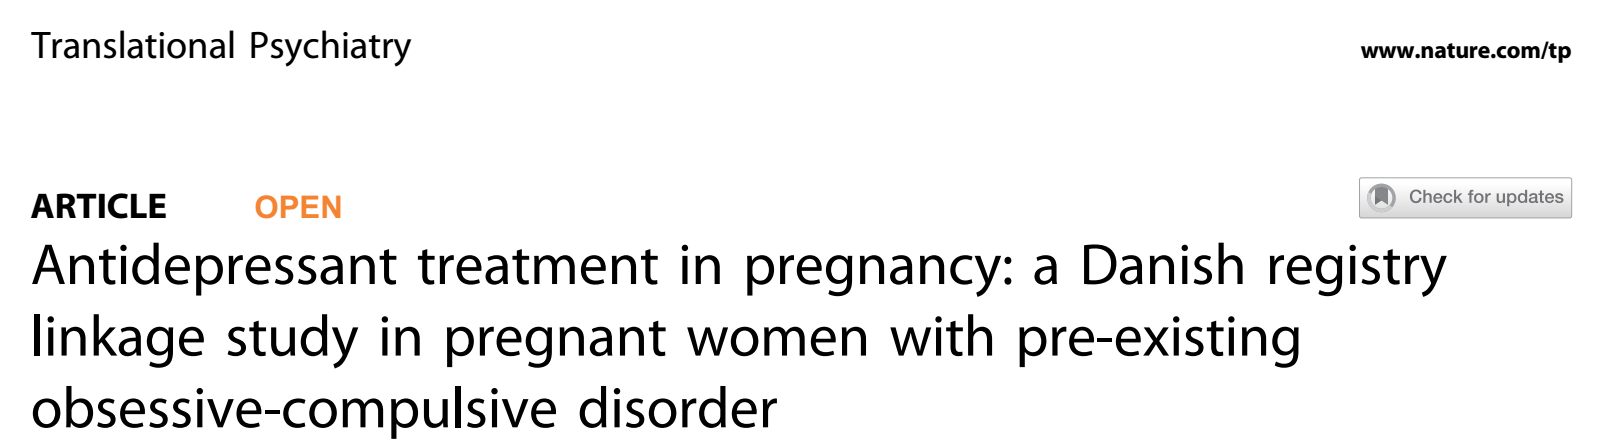 Translational Psychiatry
www.nature.com/tp
ARTICLE OPEN
Check for updates
Antidepressant treatment in pregnancy: a Danish registry
linkage study in pregnant women with pre-existing
obsessive-compulsive disorder